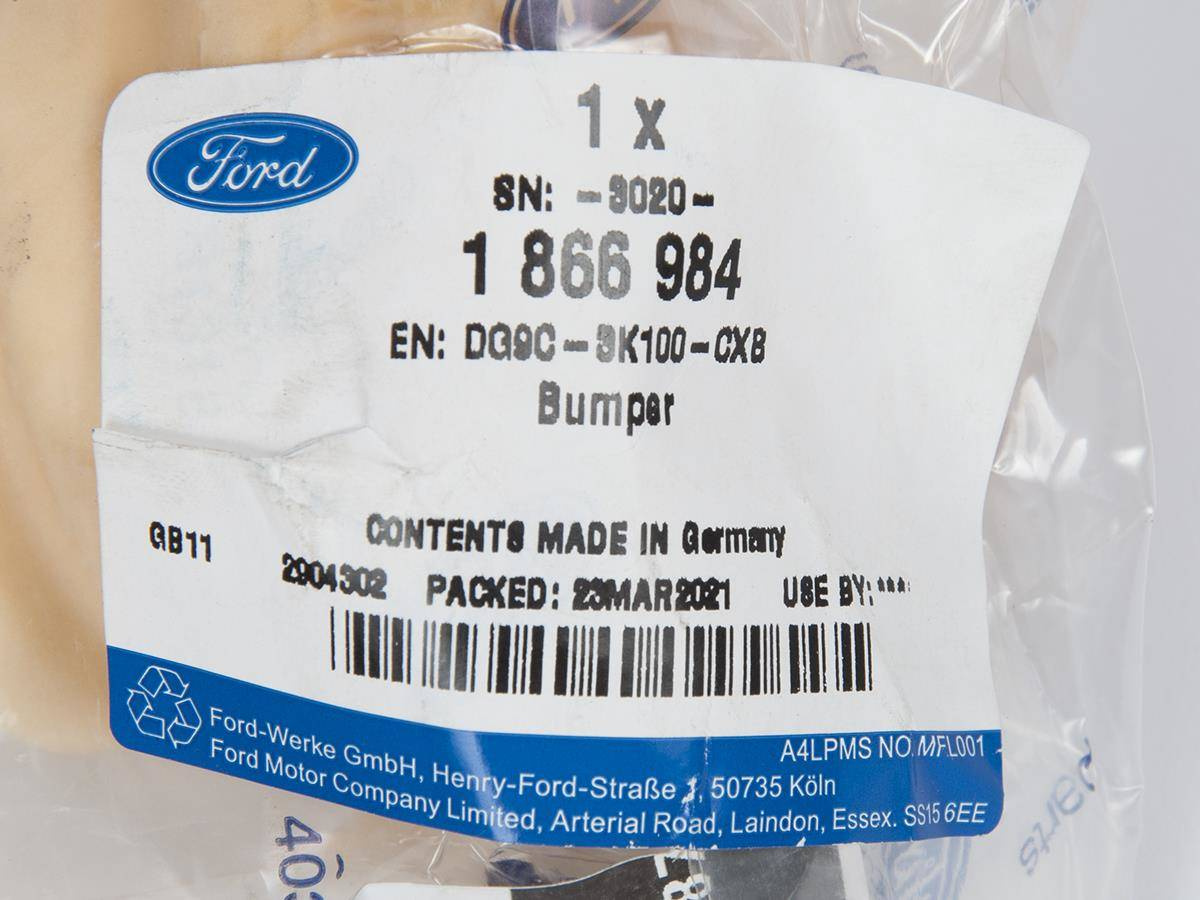 Ford
1 x
SN: -3020-
1 866 984
EN: DG9C-3K100-CXB
Bumper
CONTENTS MADE IN Germany
GB11
2904302 PACKED: 23MAR2021 USE BY:***
A4LPMS NO.MFL001
Ford-Werke GmbH, Henry-Ford-Straße 1, 50735 Köln
Ford Motor Company Limited, Arterial Road, Laindon, Essex. SS15 6EE
Parts